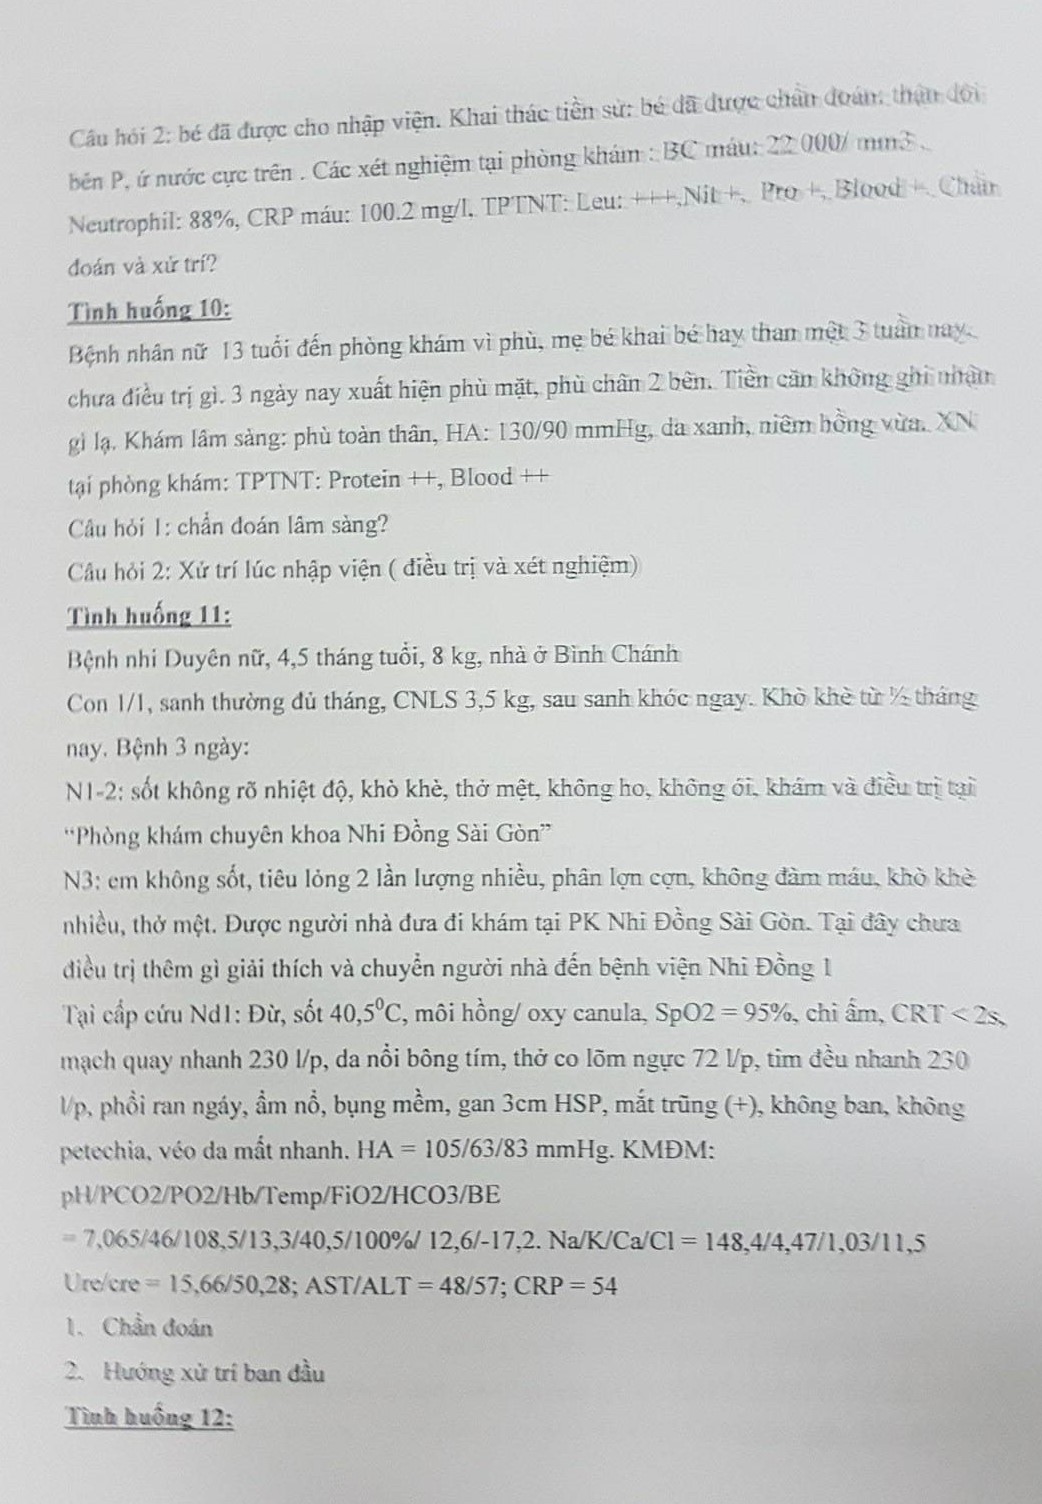 Câu hỏi 2: bé đã được cho nhập viện. Khai thác tiền sử: bé đã được chẩn đoán: thận đôi
bên P, ứ nước cực trên . Các xét nghiệm tại phòng khám : BC máu: 22 000/ mm3 .
Neutrophil: 88%, CRP máu: 100.2 mg/l, TPTNT: Leu: +++,Nit +, Pro +, Blood +. Chẩn
đoán và xử trí?
Tình huống 10:
Bệnh nhân nữ 13 tuổi đến phòng khám vì phù, mẹ bé khai bé hay than mệt 3 tuần nay,
chưa điều trị gì. 3 ngày nay xuất hiện phù mặt, phù chân 2 bên. Tiền căn không ghi nhận
gì lạ. Khám lâm sàng: phù toàn thân, HA: 130/90 mmHg, da xanh, niêm hồng vừa. XN
tại phòng khám: TPTNT: Protein ++, Blood ++
Câu hỏi 1: chẩn đoán lâm sàng?
Câu hỏi 2: Xử trí lúc nhập viện ( điều trị và xét nghiệm)
Tình huống 11:
Bệnh nhi Duyên nữ, 4,5 tháng tuổi, 8 kg, nhà ở Bình Chánh
Con 1/1, sanh thường đủ tháng, CNLS 3,5 kg, sau sanh khóc ngay. Khò khè từ ½ tháng
nay. Bệnh 3 ngày:
N1-2: sốt không rõ nhiệt độ, khò khè, thở mệt, không ho, không ói, khám và điều trị tại
“Phòng khám chuyên khoa Nhi Đồng Sài Gòn”
N3: em không sốt, tiêu lỏng 2 lần lượng nhiều, phân lợn cợn, không đàm máu, khò khè
nhiều, thở mệt. Được người nhà đưa đi khám tại PK Nhi Đồng Sài Gòn. Tại đây chưa
điều trị thêm gì giải thích và chuyển người nhà đến bệnh viện Nhi Đồng 1
Tại cấp cứu Nd1: Đừ, sốt 40,5⁰C, môi hồng/ oxy canula, SpO2 = 95%, chi ấm, CRT < 2s,
mạch quay nhanh 230 l/p, da nổi bông tím, thở co lõm ngực 72 l/p, tim đều nhanh 230
l/p, phổi ran ngáy, ẩm nổ, bụng mềm, gan 3cm HSP, mắt trũng (+), không ban, không
petechia, véo da mất nhanh. HA = 105/63/83 mmHg. KMĐM:
pH/PCO2/PO2/Hb/Temp/FiO2/HCO3/BE
= 7,065/46/108,5/13,3/40,5/100%/ 12,6/-17,2. Na/K/Ca/Cl = 148,4/4,47/1,03/11,5
Ure/cre = 15,66/50,28; AST/ALT = 48/57; CRP = 54
1. Chẩn đoán
2. Hướng xử trí ban đầu
Tình huống 12: